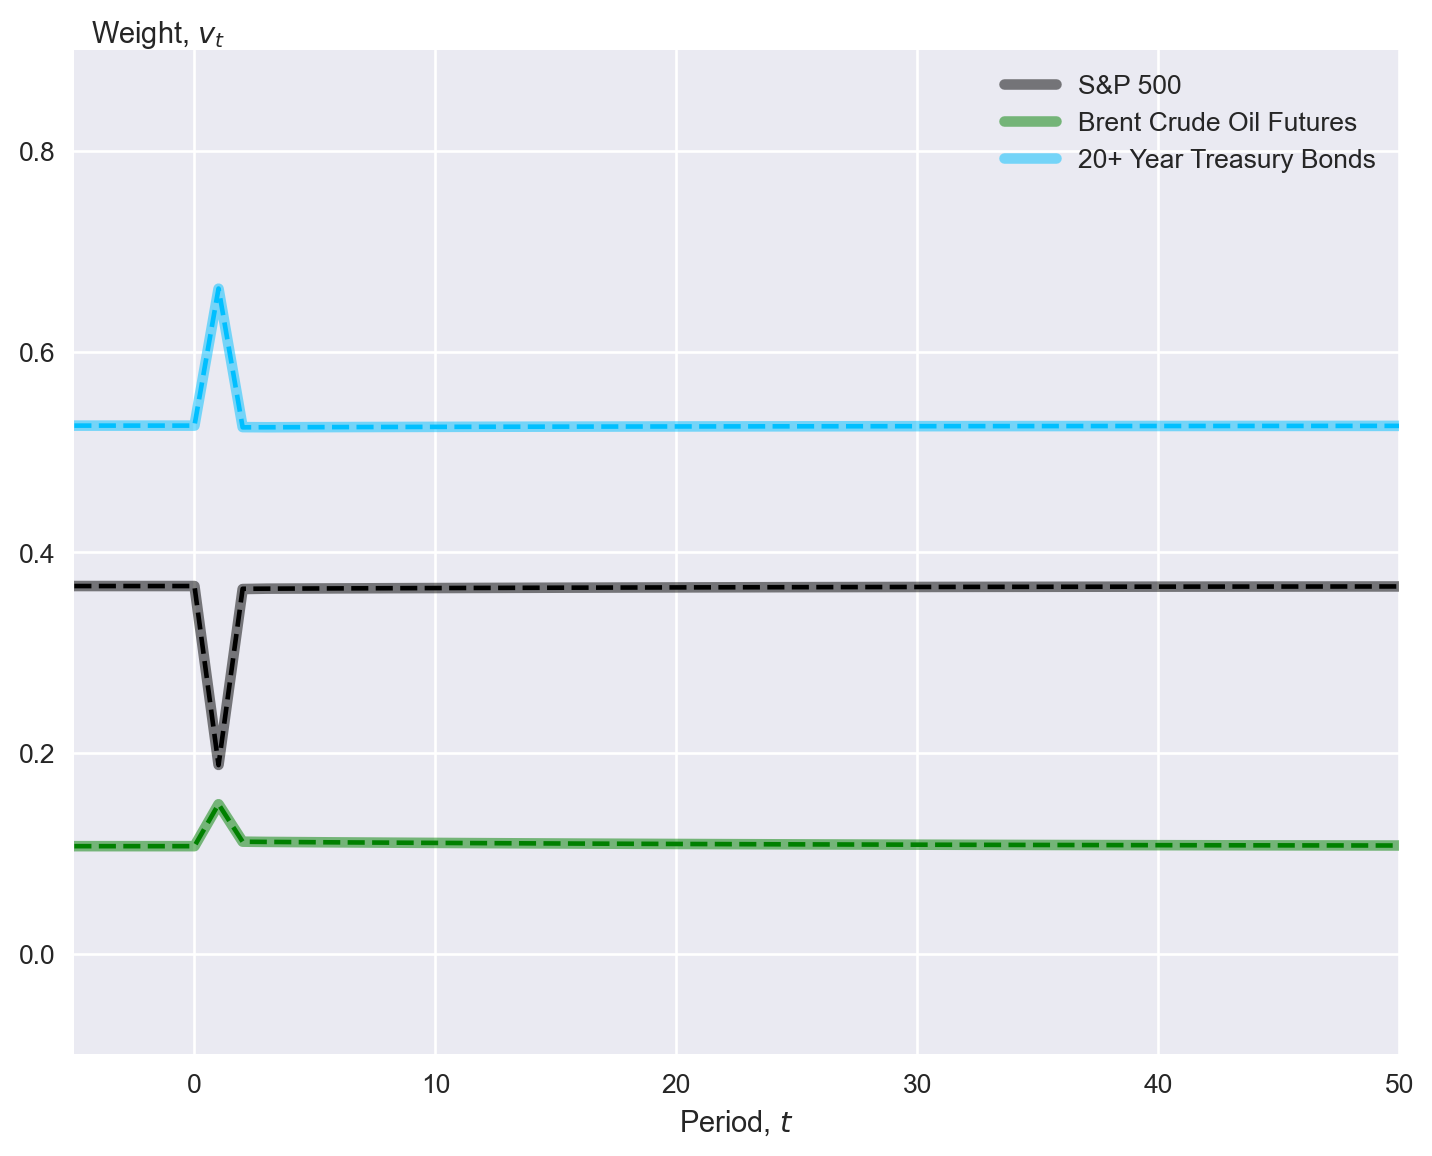 Weight, vₜ
S&P 500
Brent Crude Oil Futures
20+ Year Treasury Bonds
0.8
0.6
0.4
0.2
0.0
0 10 20 30 40 50
Period, t